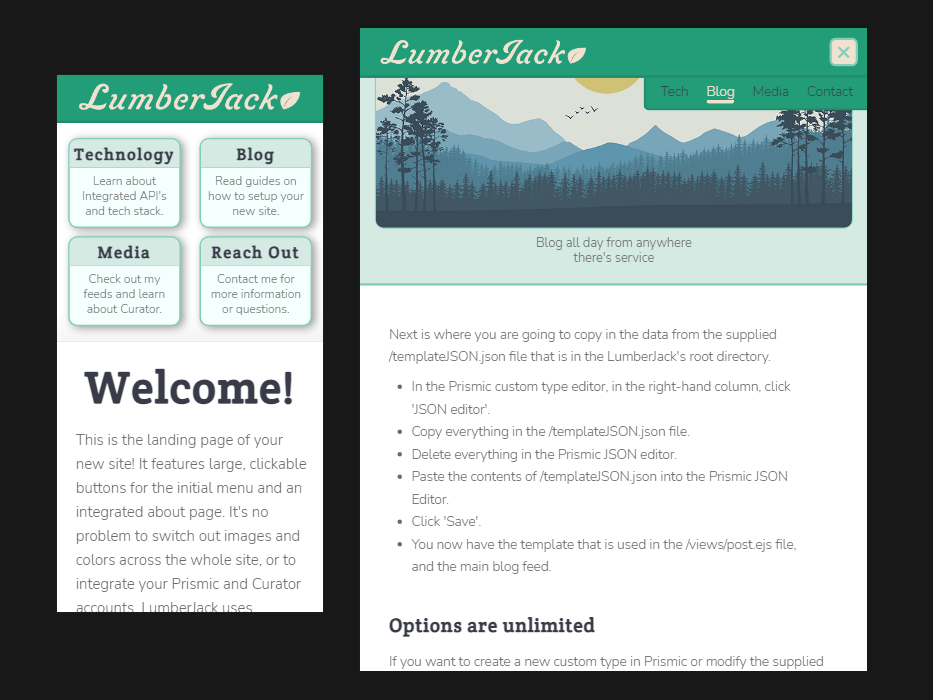 LumberJack
Technology
Learn about
Integrated API's
and tech stack.
Blog
Read guides on
how to setup your
new site.
Media
Check out my
feeds and learn
about Curator.
Reach Out
Contact me for
more information
or questions.
Welcome!
This is the landing page of your
new site! It features large, clickable
buttons for the initial menu and an
integrated about page. It's no
problem to switch out images and
colors across the whole site, or to
integrate your Prismic and Curator
accounts. LumberJack uses
LumberJack
Tech Blog Media Contact
Blog all day from anywhere
there's service
Next is where you are going to copy in the data from the supplied
/templateJSON.json file that is in the LumberJack's root directory.
• In the Prismic custom type editor, in the right-hand column, click
'JSON editor'.
• Copy everything in the /templateJSON.json file.
• Delete everything in the Prismic JSON editor.
• Paste the contents of /templateJSON.json into the Prismic JSON
Editor.
• Click 'Save'.
• You now have the template that is used in the /views/post.ejs file,
and the main blog feed.
Options are unlimited
If you want to create a new custom type in Prismic or modify the supplied